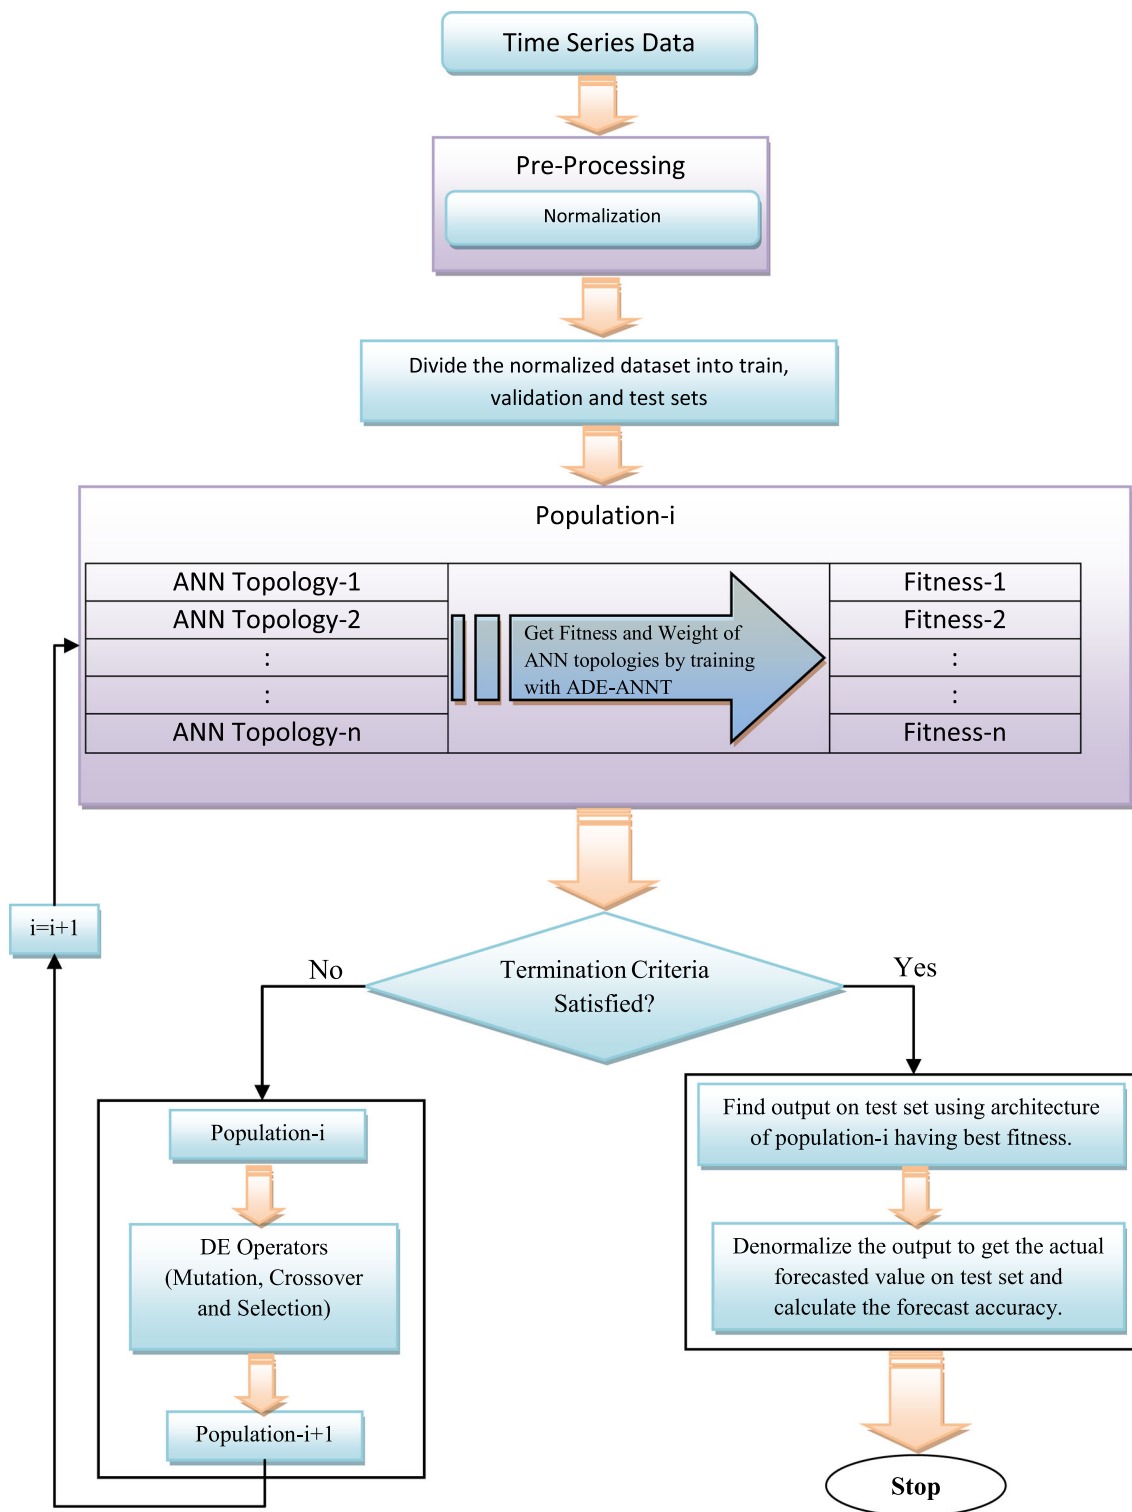 Time Series Data
Pre-Processing
Normalization
Divide the normalized dataset into train,
validation and test sets
Population-i
ANN Topology-1
ANN Topology-2
:
:
ANN Topology-n
Get Fitness and Weight of
ANN topologies by training
with ADE-ANNT
Fitness-1
Fitness-2
:
:
Fitness-n
i=i+1
Termination Criteria
Satisfied?
No
Yes
Population-i
DE Operators
(Mutation, Crossover
and Selection)
Population-i+1
Find output on test set using architecture
of population-i having best fitness.
Denormalize the output to get the actual
forecasted value on test set and
calculate the forecast accuracy.
Stop